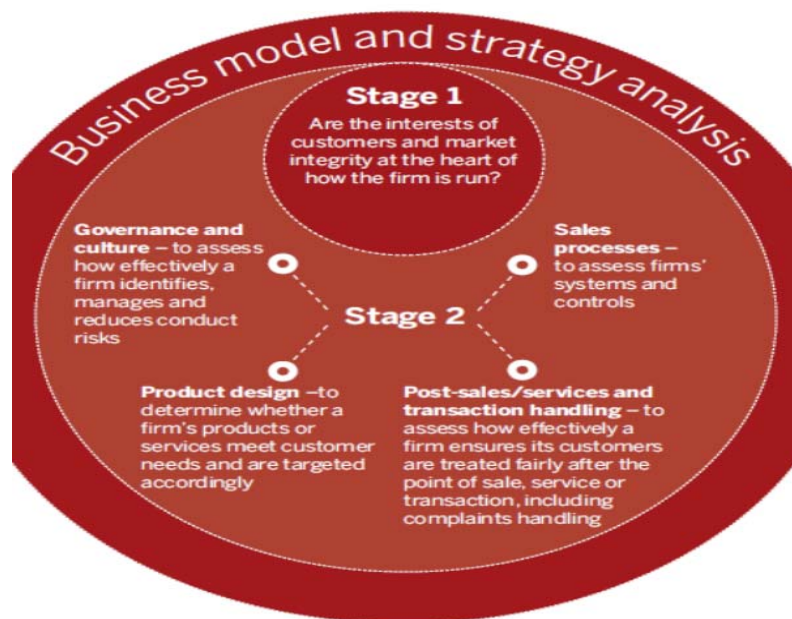 Business model and strategy analysis
Stage 1
Are the interests of
customers and market
integrity at the heart of
how the firm is run?
Governance and
culture – to assess
how effectively a
firm identifies,
manages and
reduces conduct
risks
Sales
processes –
to assess firms’
systems and
controls
Stage 2
Product design –to
determine whether a
firm’s products or
services meet customer
needs and are targeted
accordingly
Post-sales/services and
transaction handling – to
assess how effectively a
firm ensures its customers
are treated fairly after the
point of sale, service or
transaction, including
complaints handling